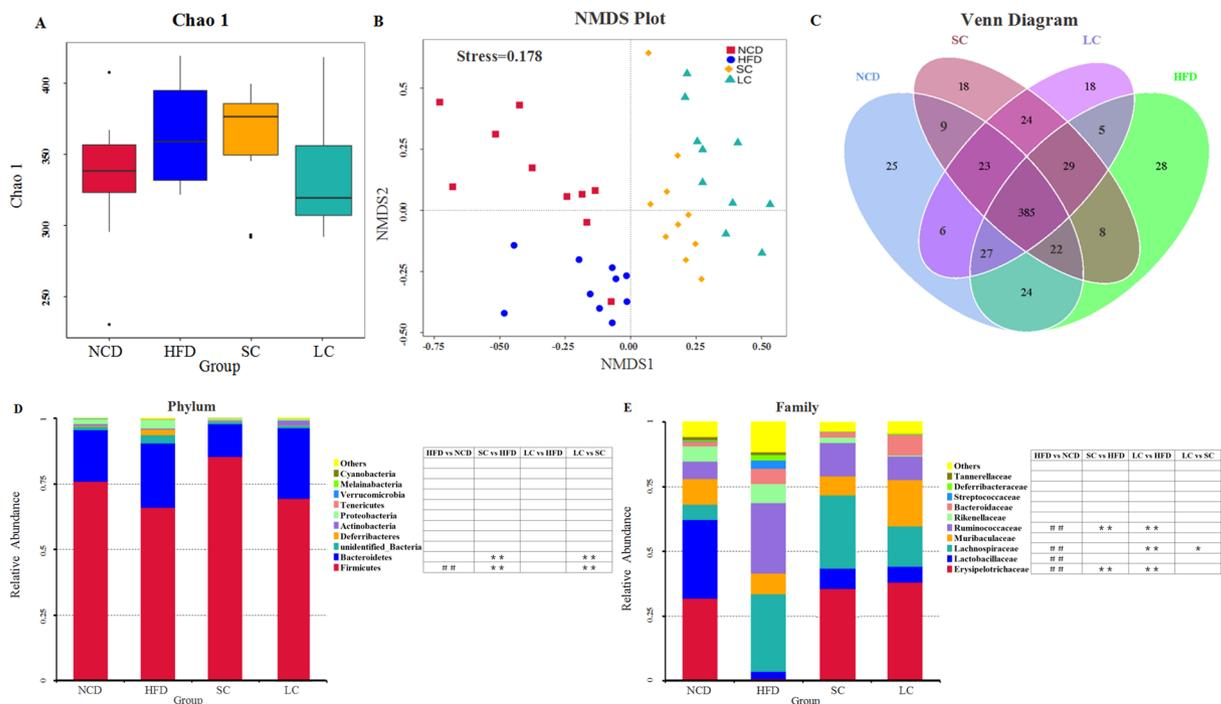 A
Chao 1
Chao 1
400
350
300
250
NCD
HFD
SC
LC
Group
B
NMDS Plot
Stress=0.178
NCD
HFD
SC
LC
NMDS2
0.5
0.25
0.00
-0.25
-0.50
-0.75
-050
-0.25
0.00
0.25
0.50
NMDS1
C
Venn Diagram
SC
LC
NCD
HFD
18
18
9
24
5
25
23
29
28
385
6
27
22
8
24
D
Phylum
Relative Abundance
1
0.75
0.5
0.25
0
NCD
HFD
SC
LC
Group
Others
Cyanobacteria
Melainabacteria
Verrucomicrobia
Tenericutes
Proteobacteria
Actinobacteria
Deferribacteres
unidentified_Bacteria
Bacteroidetes
Firmicutes
HFD vs NCD SC vs HFD LC vs HFD LC vs SC
** **
## ** **
E
Family
Relative Abundance
1
0.75
0.5
0.25
0
NCD
HFD
SC
LC
Group
Others
Tannerellaceae
Deferribacteraceae
Streptococcaceae
Bacteroidaceae
Rikenellaceae
Ruminococcaceae
Muribaculaceae
Lachnospiraceae
Lactobacillaceae
Erysipelotrichaceae
HFD vs NCD SC vs HFD LC vs HFD LC vs SC
## ** **
## ** *
##
## ** **